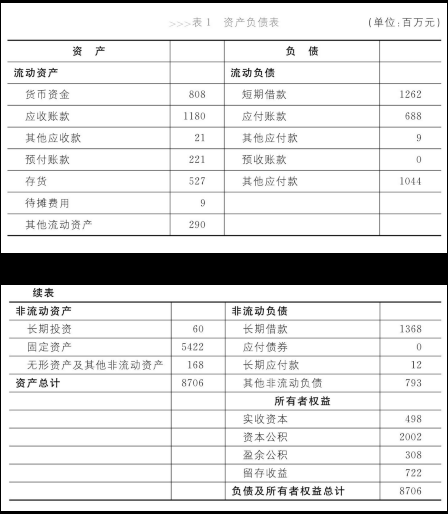 >>>表1 资产负债表 (单位:百万元)
资 产 负 债
流动资产 流动负债
货币资金 808 短期借款 1262
应收账款 1180 应付账款 688
其他应收款 21 其他应付款 9
预付账款 221 预收账款 0
存货 527 其他应付款 1044
待摊费用 9
其他流动资产 290
续表
非流动资产 非流动负债
长期投资 60 长期借款 1368
固定资产 5422 应付债券 0
无形资产及其他非流动资产 168 长期应付款 12
资产总计 8706 其他非流动负债 793
所有者权益
实收资本 498
资本公积 2002
盈余公积 308
留存收益 722
负债及所有者权益总计 8706